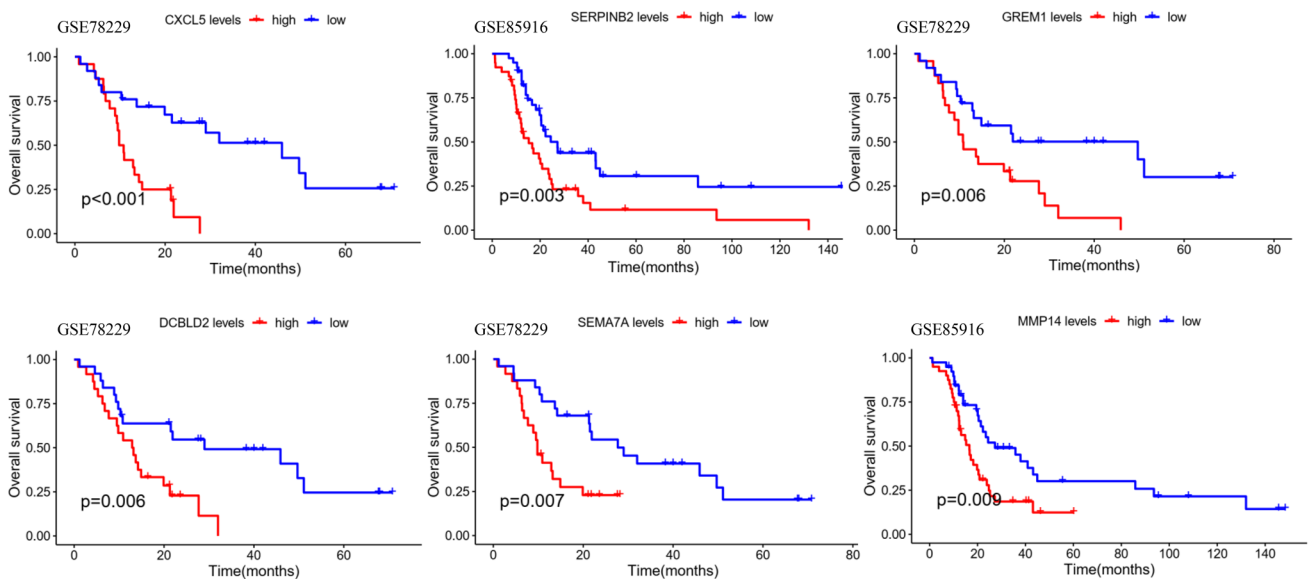 GSE78229
CXCL5 levels high low
1.00
0.75
0.50
0.25
0.00
Overall survival
p<0.001
0 20 40 60
Time(months)
GSE85916
SERPINB2 levels high low
1.00
0.75
0.50
0.25
0.00
Overall survival
p=0.003
0 20 40 60 80 100 120 140
Time(months)
GSE78229
GREM1 levels high low
1.00
0.75
0.50
0.25
0.00
Overall survival
p=0.006
0 20 40 60 80
Time(months)
GSE78229
DCBLD2 levels high low
1.00
0.75
0.50
0.25
0.00
Overall survival
p=0.006
0 20 40 60
Time(months)
GSE78229
SEMA7A levels high low
1.00
0.75
0.50
0.25
0.00
Overall survival
p=0.007
0 20 40 60 80
Time(months)
GSE85916
MMP14 levels high low
1.00
0.75
0.50
0.25
0.00
Overall survival
p=0.009
0 20 40 60 80 100 120 140
Time(months)